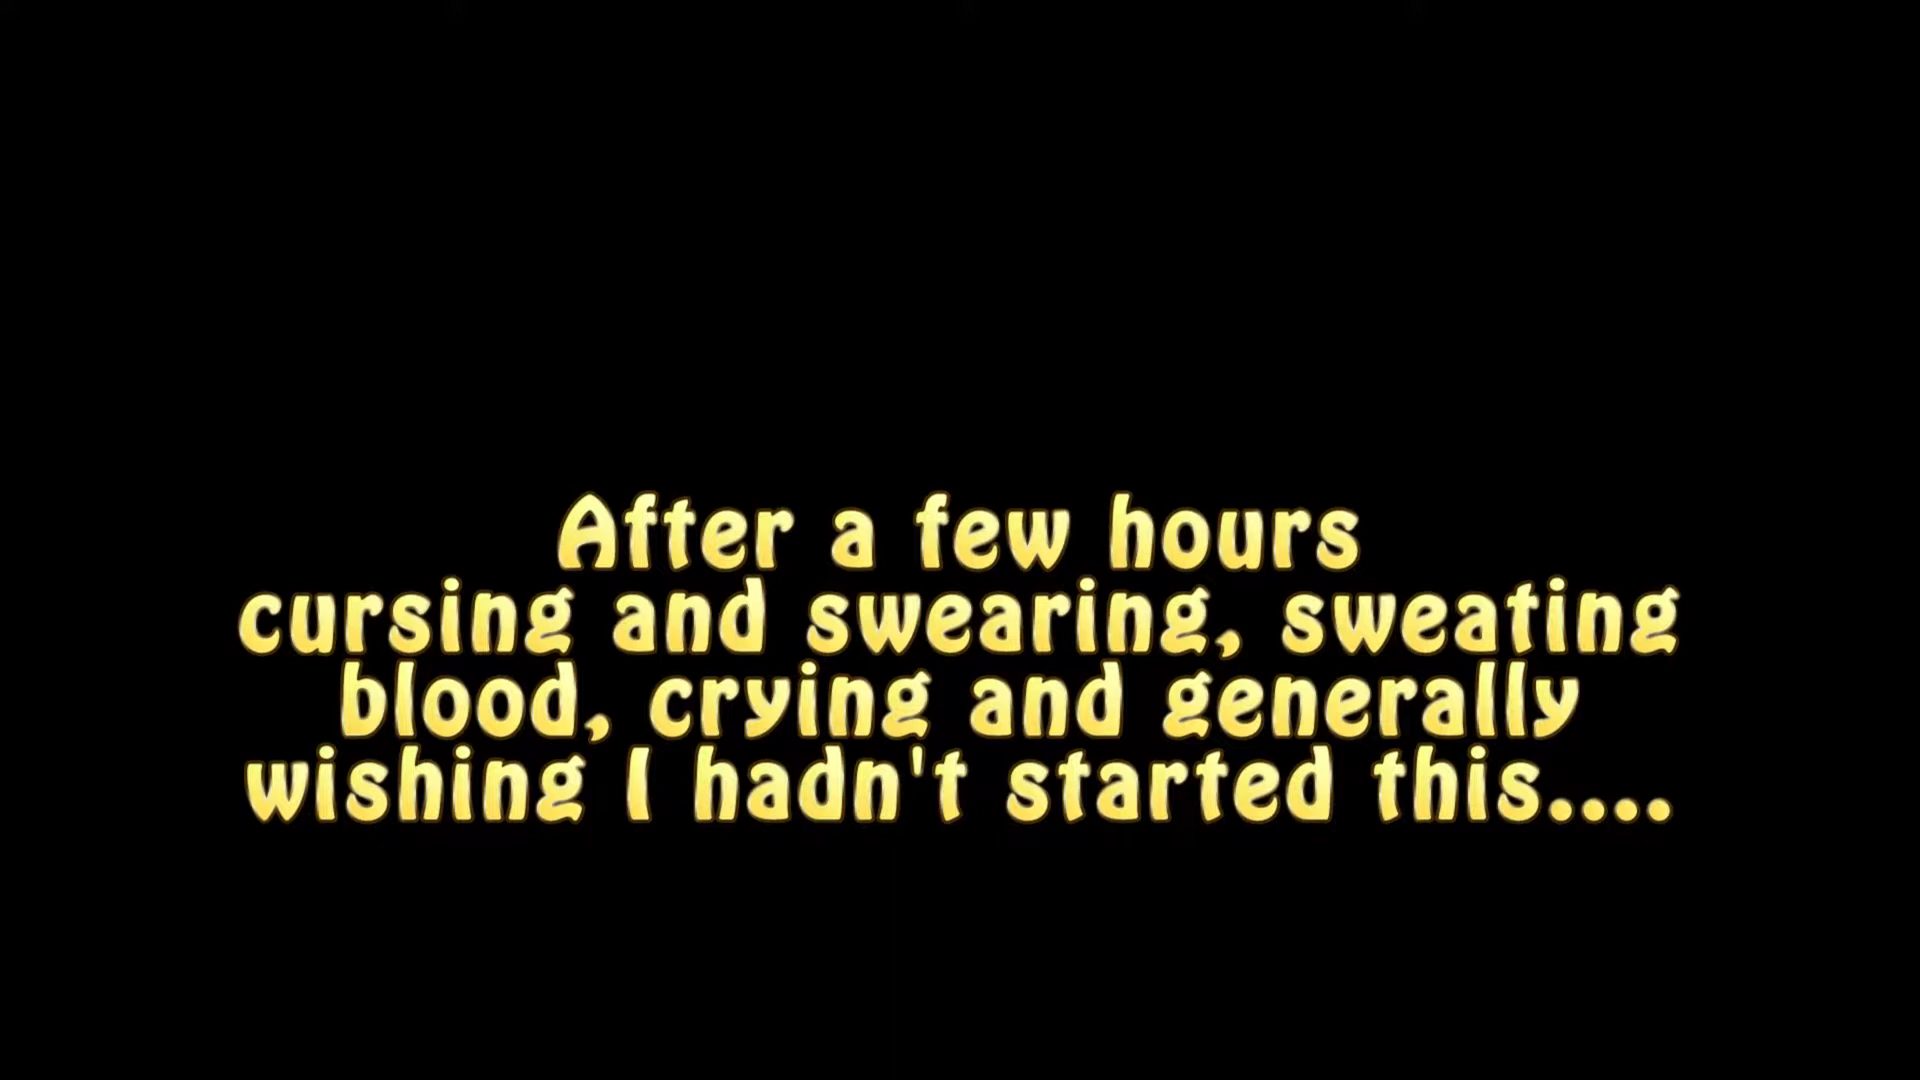 After a few hours
cursing and swearing, sweating
blood, crying and generally
wishing I hadn't started this....